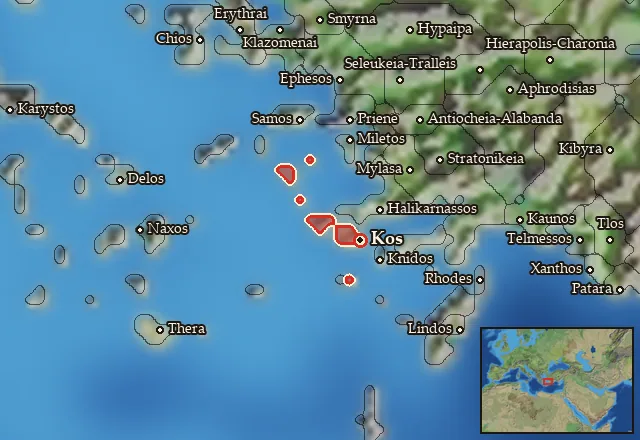 Erythrai
Smyrna
Hypaipa
Chios
Klazomenai
Hierapolis-Charonia
Seleukeia-Tralleis
Ephesos
Aphrodisias
Karystos
Samos
Priene
Antiocheia-Alabanda
Miletos
Kibyra
Stratonikeia
Mylasa
Delos
Halikarnassos
Kaunos
Tlos
Naxos
Kos
Telmessos
Knidos
Xanthos
Rhodes
Patara
Thera
Lindos